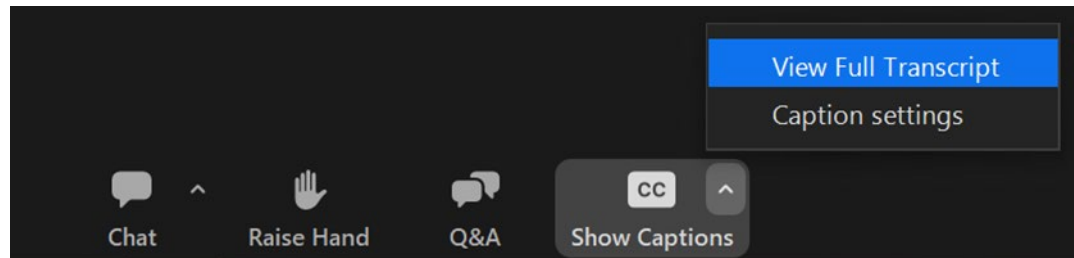 View Full Transcript
Caption settings
CC
Chat
Raise Hand
Q&A
Show Captions